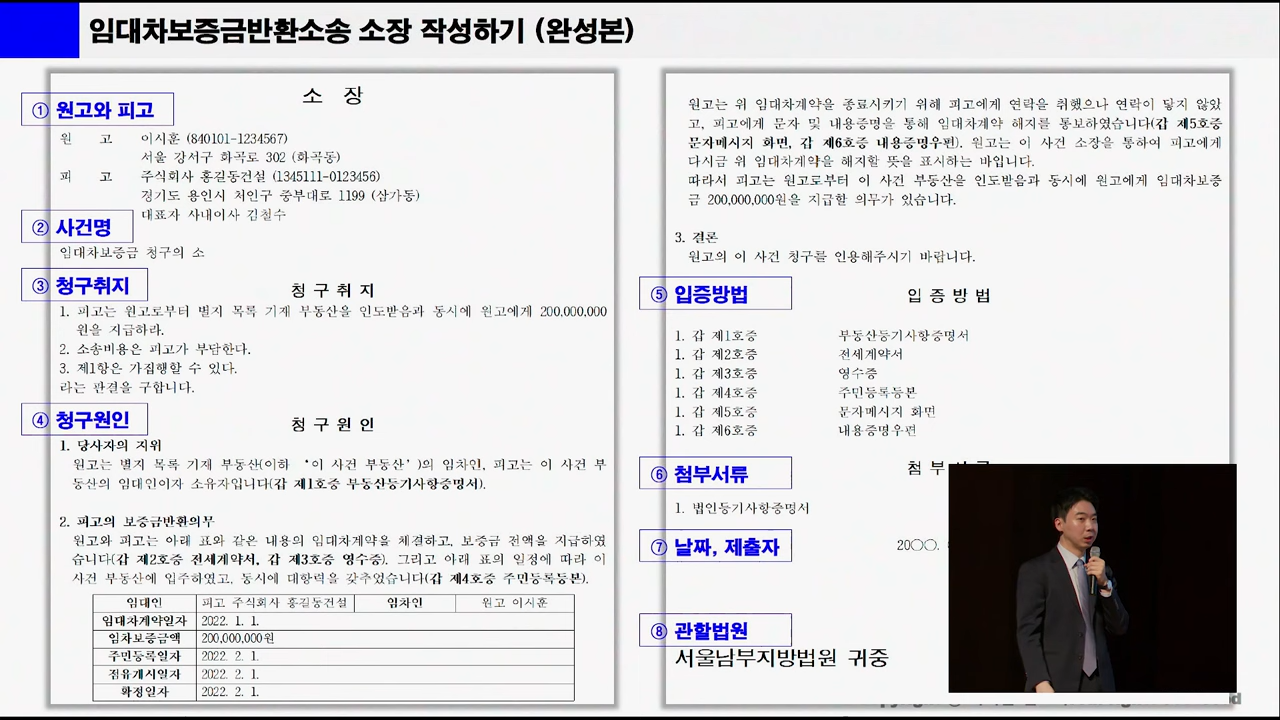 임대차보증금반환소송 소장 작성하기 (완성본)
소 장
① 원고와 피고
원 고 이시훈 (840101-1234567)
서울 강서구 화곡로 302 (화곡동)
피 고 주식회사 홍길동건설 (1345111-0123456)
경기도 용인시 처인구 중부대로 1199 (삼가동)
대표자 사내이사 김철수
② 사건명
임대차보증금 청구의 소
③ 청구취지
청 구 취 지
1. 피고는 원고로부터 별지 목록 기재 부동산을 인도받음과 동시에 원고에게 200,000,000
원을 지급하라.
2. 소송비용은 피고가 부담한다.
3. 제1항은 가집행할 수 있다.
라는 판결을 구합니다.
④ 청구원인
청 구 원 인
1. 당사자의 지위
원고는 별지 목록 기재 부동산(이하 '이 사건 부동산')의 임차인, 피고는 이 사건 부
동산의 임대인이자 소유자입니다(갑 제1호증 부동산등기사항증명서).
2. 피고의 보증금반환의무
원고와 피고는 아래 표와 같은 내용의 임대차계약을 체결하고, 보증금 전액을 지급하였
습니다(갑 제2호증 전세계약서, 갑 제3호증 영수증). 그리고 아래 표의 일정에 따라 이
사건 부동산에 입주하였고, 동시에 대항력을 갖추었습니다(갑 제4호증 주민등록등본).
임대인 피고 주식회사 홍길동건설 임차인 원고 이시훈
임대차계약일자 2022. 1. 1.
임차보증금액 200,000,000원
주민등록일자 2022. 2. 1.
점유개시일자 2022. 2. 1.
확정일자 2022. 2. 1.
원고는 위 임대차계약을 종료시키기 위해 피고에게 연락을 취했으나 연락이 닿지 않았
고, 피고에게 문자 및 내용증명을 통해 임대차계약 해지를 통보하였습니다(갑 제5호증
문자메시지 화면, 갑 제6호증 내용증명우편). 원고는 이 사건 소장을 통하여 피고에게
다시금 위 임대차계약을 해지할 뜻을 표시하는 바입니다.
따라서 피고는 원고로부터 이 사건 부동산을 인도받음과 동시에 원고에게 임대차보증
금 200,000,000원을 지급할 의무가 있습니다.
3. 결론
원고의 이 사건 청구를 인용해주시기 바랍니다.
⑤ 입증방법
입 증 방 법
1. 갑 제1호증 부동산등기사항증명서
1. 갑 제2호증 전세계약서
1. 갑 제3호증 영수증
1. 갑 제4호증 주민등록등본
1. 갑 제5호증 문자메시지 화면
1. 갑 제6호증 내용증명우편
⑥ 첨부서류
첨 부
1. 법인등기사항증명서
⑦ 날짜, 제출자
20〇〇.
⑧ 관할법원
서울남부지방법원 귀중